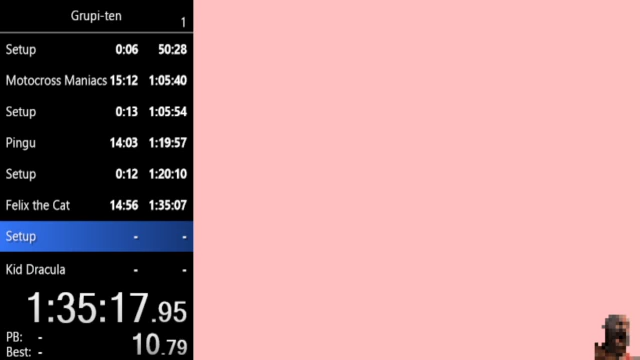 Grupi-ten
1
Setup 0:06 50:28
Motocross Maniacs 15:12 1:05:40
Setup 0:13 1:05:54
Pingu 14:03 1:19:57
Setup 0:12 1:20:10
Felix the Cat 14:56 1:35:07
Setup - -
Kid Dracula - -
1:35:17.95
PB: -
Best: - 10.79